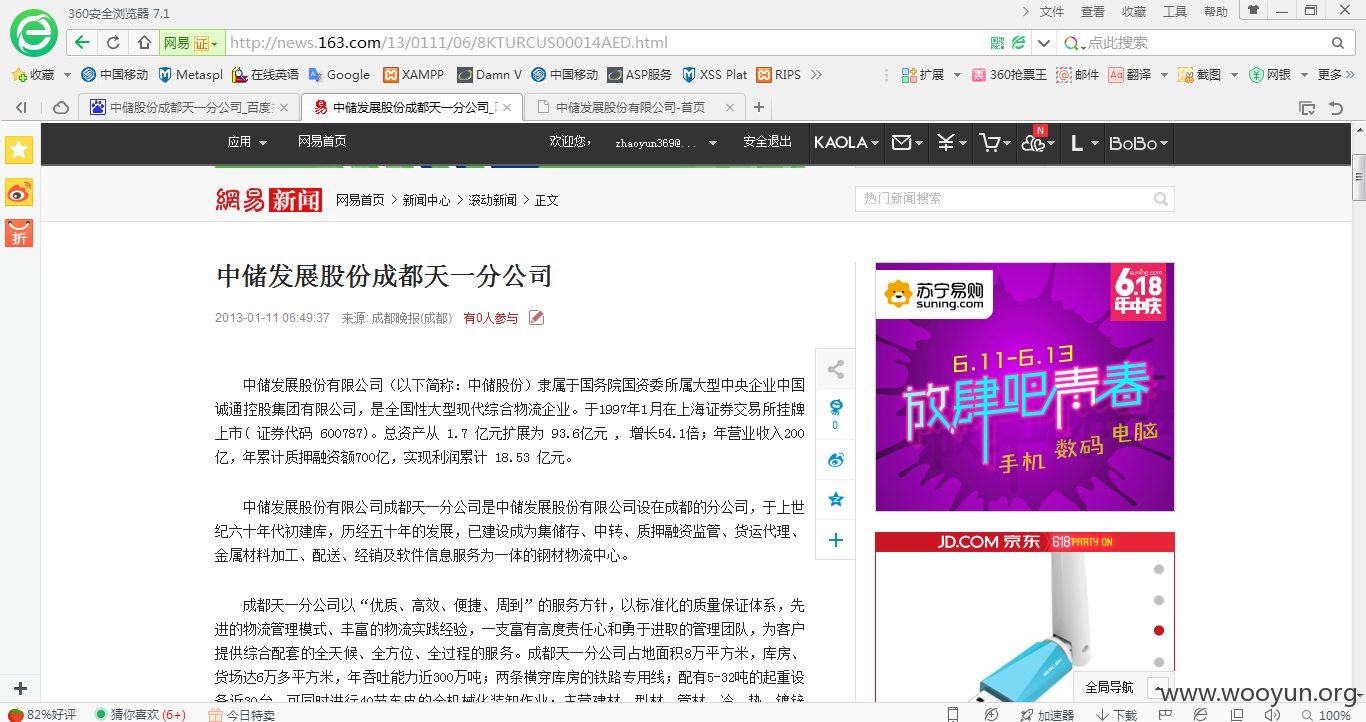 360安全浏览器 7.1
文件 查看 收藏 工具 帮助
网易 证 http://news.163.com/13/0111/06/8KTURCUS00014AED.html 点此搜索
收藏 中国移动 Metaspl 在线英语 Google XAMPP Damn V 中国移动 ASP服务 XSS Plat RIPS 扩展 360抢票王 邮件 翻译 截图 网银 更多
中储股份成都天一分公司_百度 中储发展股份成都天一分公司_ 中储发展股份有限公司-首页
应用 网易首页 欢迎您， zhaoyun369@... 安全退出 KAOLA N L BoBo
網易 新闻 网易首页 > 新闻中心 > 滚动新闻 > 正文 热门新闻搜索
折
中储发展股份成都天一分公司
2013-01-11 06:49:37 来源: 成都晚报(成都) 有0人参与
中储发展股份有限公司（以下简称：中储股份）隶属于国务院国资委所属大型中央企业中国
诚通控股集团有限公司，是全国性大型现代综合物流企业。于1997年1月在上海证券交易所挂牌
上市( 证券代码 600787)。总资产从 1.7 亿元扩展为 93.6亿元 ，增长54.1倍；年营业收入200
亿，年累计质押融资额700亿，实现利润累计 18.53 亿元。
中储发展股份有限公司成都天一分公司是中储发展股份有限公司设在成都的分公司，于上世
纪六十年代初建库，历经五十年的发展，已建设成为集储存、中转、质押融资监管、货运代理、
金属材料加工、配送、经销及软件信息服务为一体的钢材物流中心。
成都天一分公司以“优质、高效、便捷、周到”的服务方针，以标准化的质量保证体系，先
进的物流管理模式、丰富的物流实践经验，一支富有高度责任心和勇于进取的管理团队，为客户
提供综合配套的全天候、全方位、全过程的服务。成都天一分公司占地面积8万平方米，库房、
货场达6万多平方米，年吞吐能力近300万吨；两条横穿库房的铁路专用线；配有5-32吨的起重设
备近30台，可同时进行40节车皮的全机械化装卸作业；主营建材、型材、管材、冷、热、镀锌
0
苏宁易购
suning.com
suning.com
6.18
年中庆
6.11-6.13
放肆吧青春
手机 数码 电脑
JD.COM 京东 618 PARTY ON
全局导航
www.wooyun.org
82%好评 猜你喜欢 (6+) 今日特卖 加速器 下载 100%